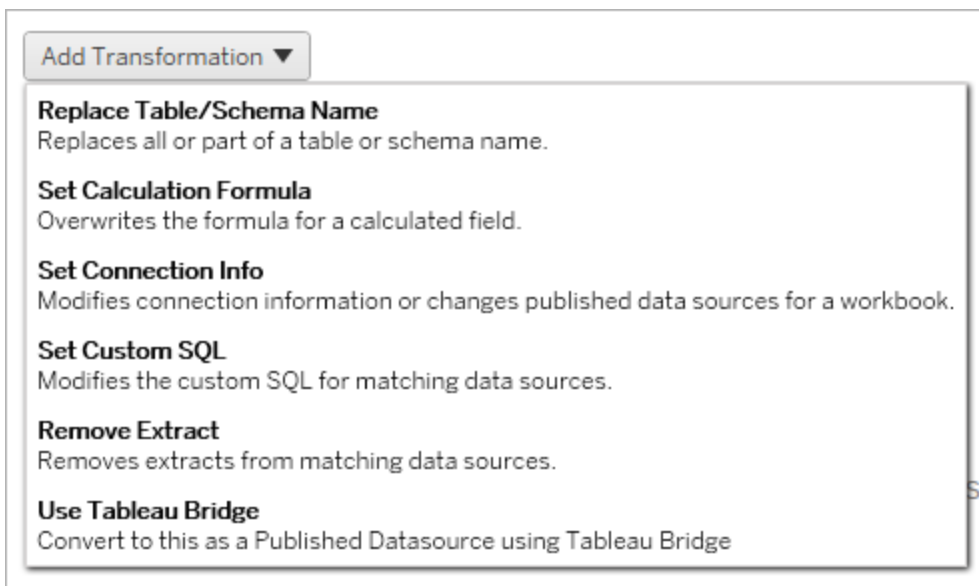 Add Transformation ▼
Replace Table/Schema Name
Replaces all or part of a table or schema name.
Set Calculation Formula
Overwrites the formula for a calculated field.
Set Connection Info
Modifies connection information or changes published data sources for a workbook.
Set Custom SQL
Modifies the custom SQL for matching data sources.
Remove Extract
Removes extracts from matching data sources.
Use Tableau Bridge
Convert to this as a Published Datasource using Tableau Bridge